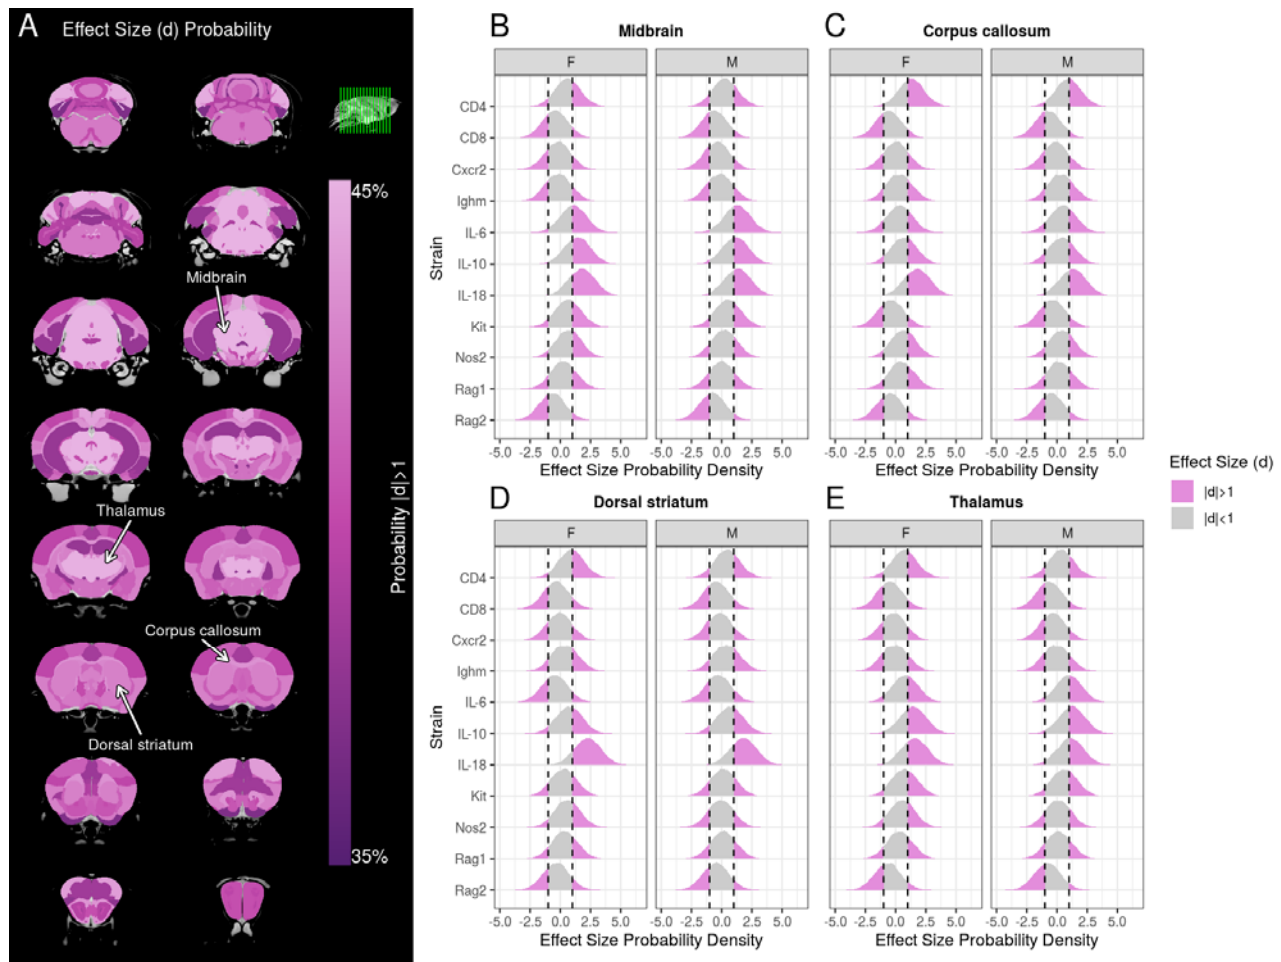 A Effect Size (d) Probability
45%
Midbrain
Thalamus
Corpus callosum
Dorsal striatum
35%
Probability |d|>1
B Midbrain
F M
Strain
CD4
CD8
Cxcr2
Ighm
IL-6
IL-10
IL-18
Kit
Nos2
Rag1
Rag2
-5.0 -2.5 0.0 2.5 5.0 -5.0 -2.5 0.0 2.5 5.0
Effect Size Probability Density
C Corpus callosum
F M
-5.0 -2.5 0.0 2.5 5.0 -5.0 -2.5 0.0 2.5 5.0
Effect Size Probability Density
D Dorsal striatum
F M
Strain
CD4
CD8
Cxcr2
Ighm
IL-6
IL-10
IL-18
Kit
Nos2
Rag1
Rag2
-5.0 -2.5 0.0 2.5 5.0 -5.0 -2.5 0.0 2.5 5.0
Effect Size Probability Density
E Thalamus
F M
-5.0 -2.5 0.0 2.5 5.0 -5.0 -2.5 0.0 2.5 5.0
Effect Size Probability Density
Effect Size (d)
|d|>1
|d|<1